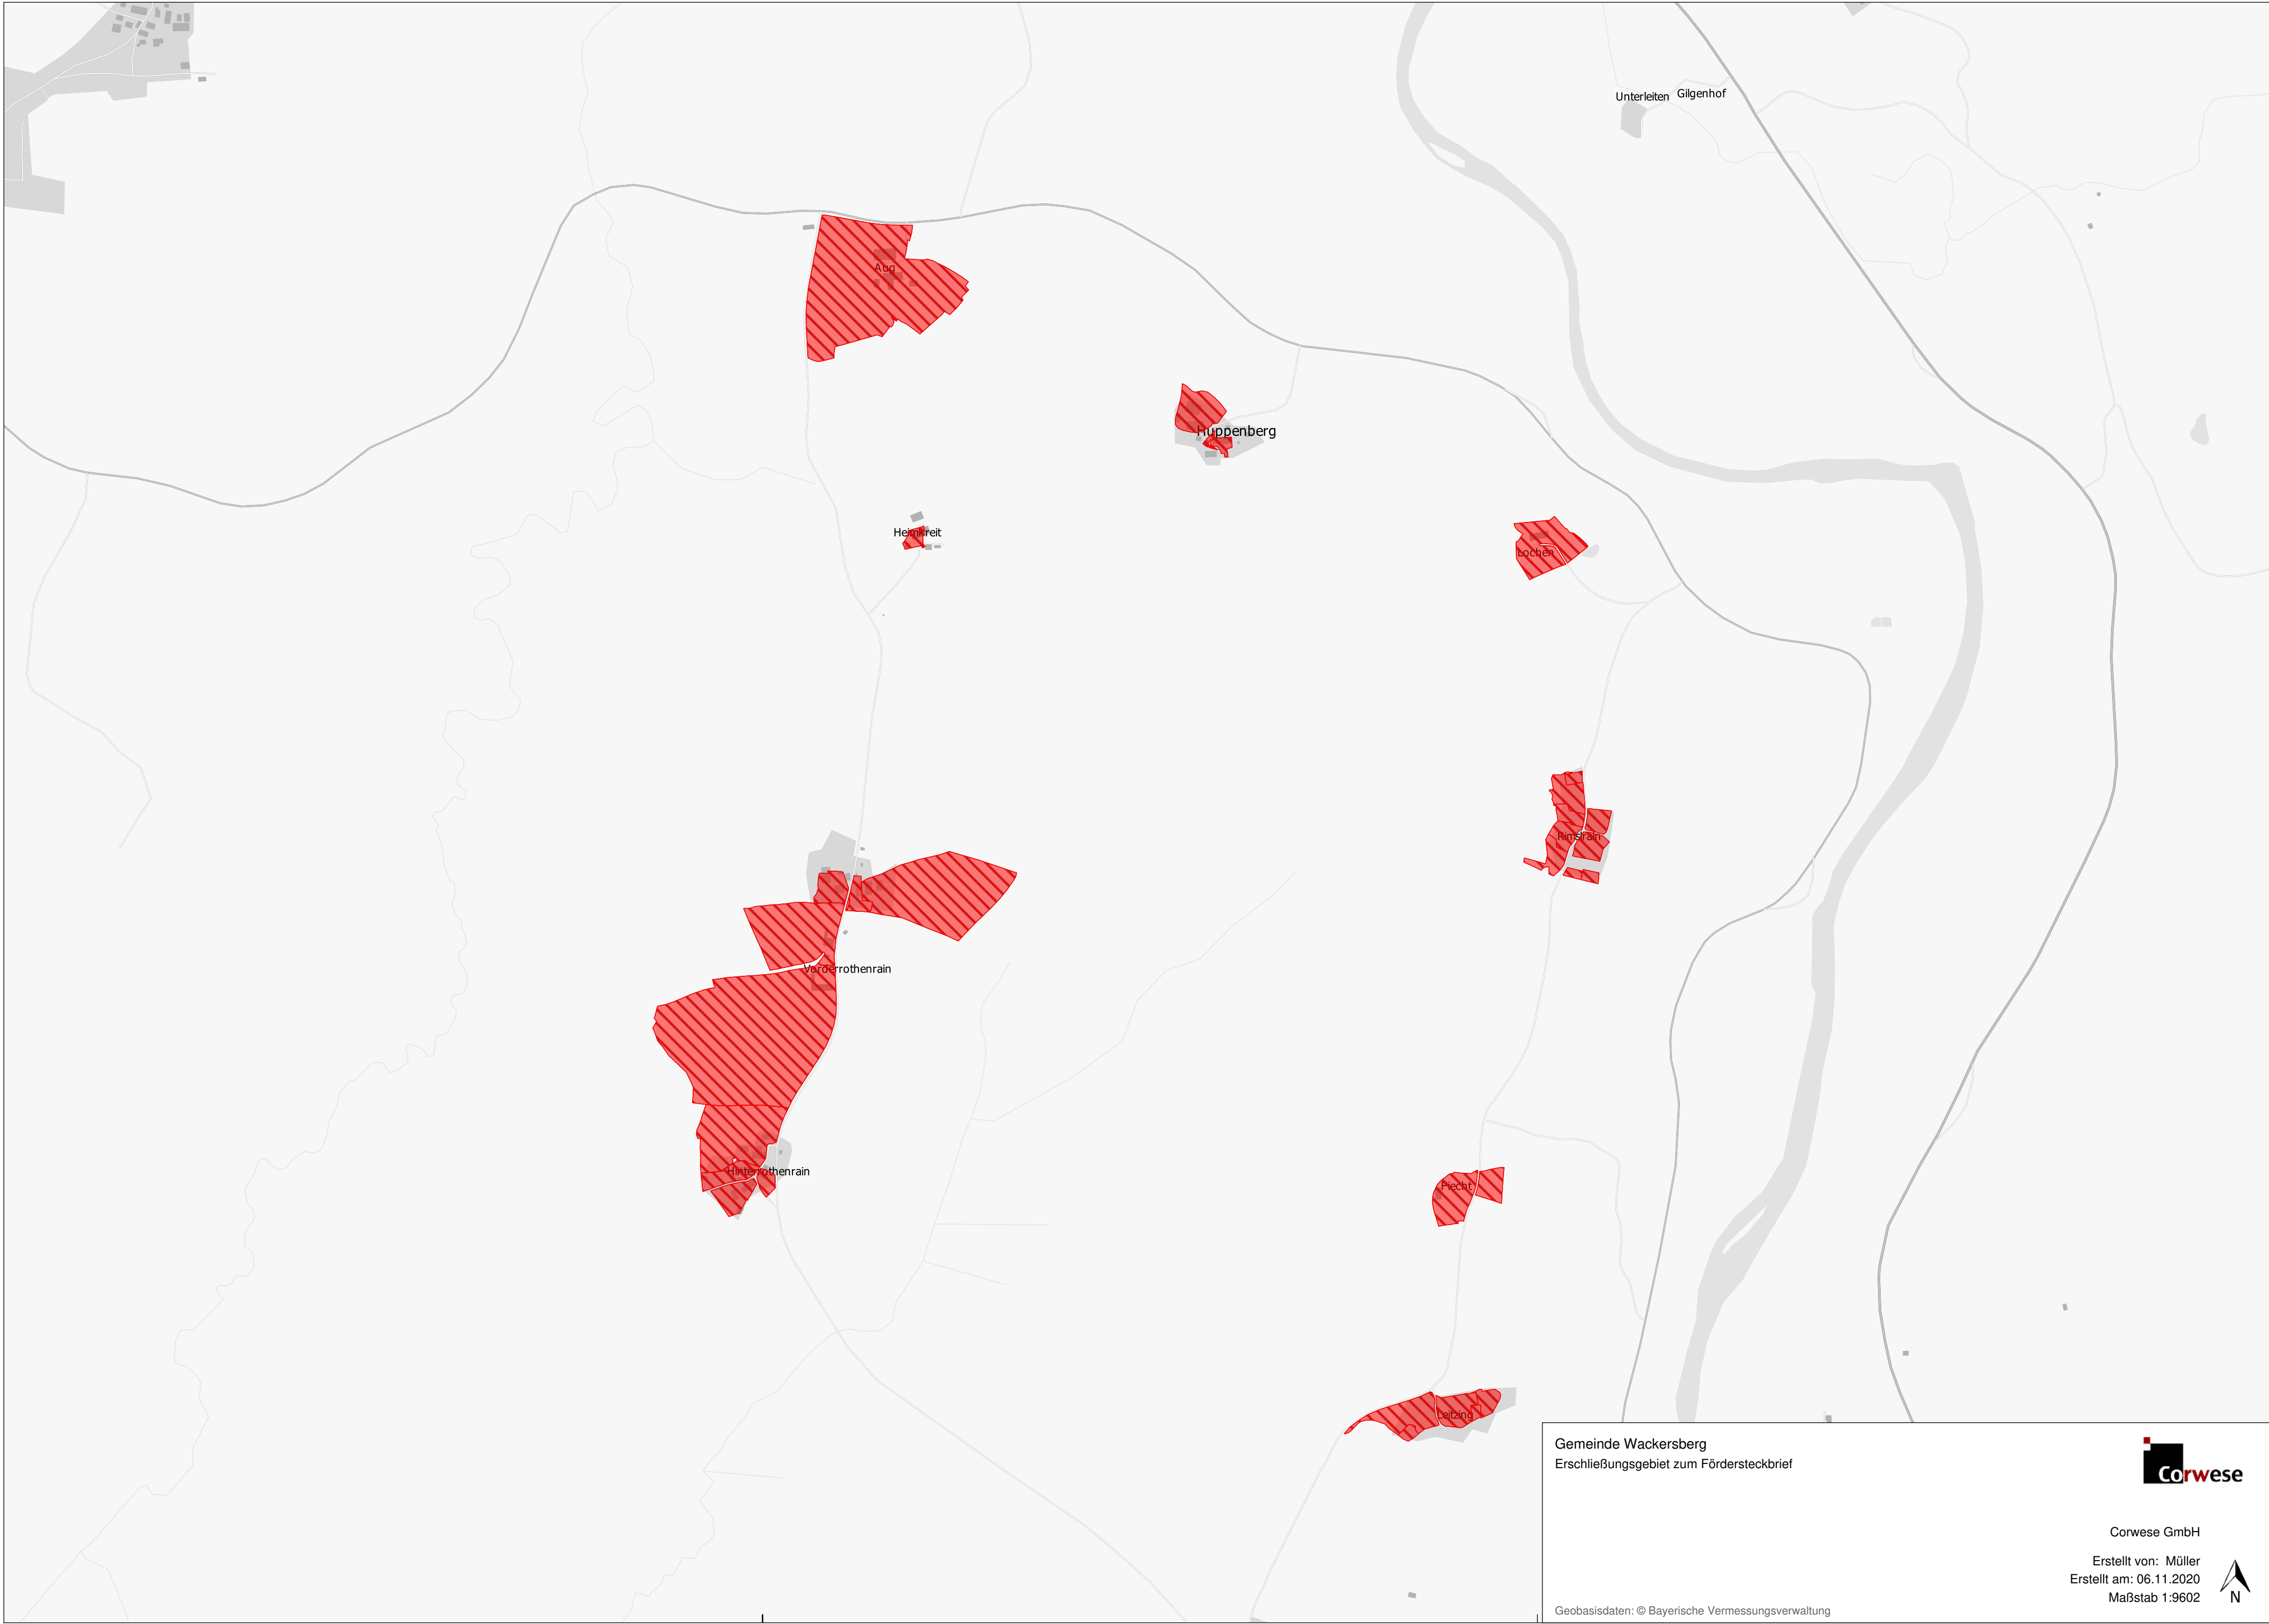 Unterleiten
Gilgenhof
Aug
Huppenberg
Heimkreit
Lochen
Rimslrain
Vorderrothenrain
Hinterrothenrain
Fiecht
Leitzing
Gemeinde Wackersberg
Erschließungsgebiet zum Fördersteckbrief
Corwese
Corwese GmbH
Erstellt von: Müller
Erstellt am: 06.11.2020
Maßstab 1:9602
N
Geobasisdaten: © Bayerische Vermessungsverwaltung